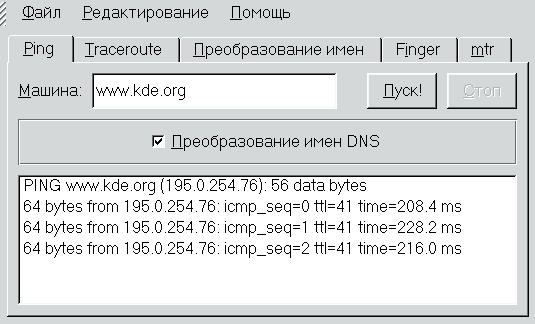 Файл Редактирование Помощь
Ping Traceroute Преобразование имен Finger mtr
Машина: www.kde.org Пуск! Стоп
Преобразование имен DNS
PING www.kde.org (195.0.254.76): 56 data bytes
64 bytes from 195.0.254.76: icmp_seq=0 ttl=41 time=208.4 ms
64 bytes from 195.0.254.76: icmp_seq=1 ttl=41 time=228.2 ms
64 bytes from 195.0.254.76: icmp_seq=2 ttl=41 time=216.0 ms